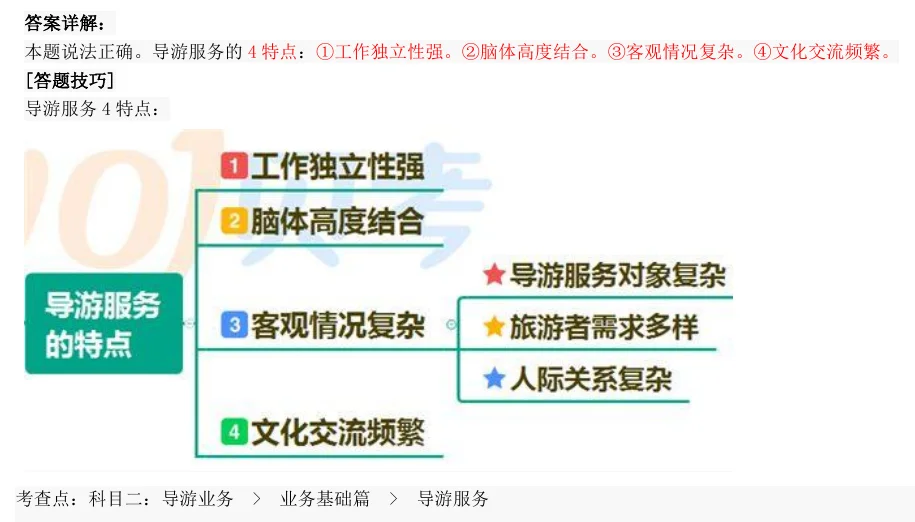 答案详解：
本题说法正确。导游服务的 4 特点：①工作独立性强。②脑体高度结合。③客观情况复杂。④文化交流频繁。
[答题技巧]
导游服务 4 特点：
导游服务
的特点
1 工作独立性强
2 脑体高度结合
3 客观情况复杂
导游服务对象复杂
旅游者需求多样
人际关系复杂
4 文化交流频繁
考查点：科目二：导游业务 > 业务基础篇 > 导游服务